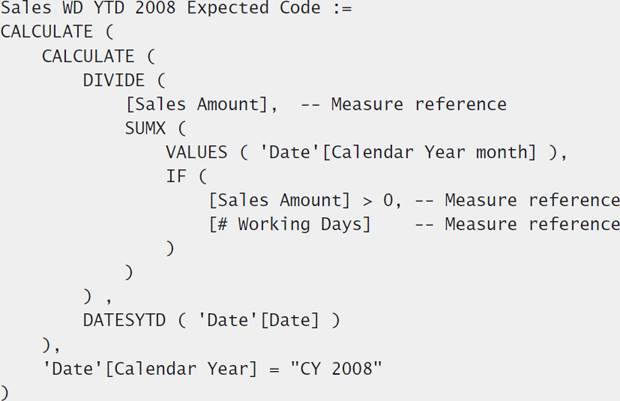 Sales WD YTD 2008 Expected Code :=
CALCULATE (
    CALCULATE (
        DIVIDE (
            [Sales Amount],  -- Measure reference
            SUMX (
                VALUES ( 'Date'[Calendar Year month] ),
                IF (
                    [Sales Amount] > 0, -- Measure reference
                    [# Working Days]    -- Measure reference
                )
            )
        ) ,
        DATESYTD ( 'Date'[Date] )
    ),
    'Date'[Calendar Year] = "CY 2008"
)